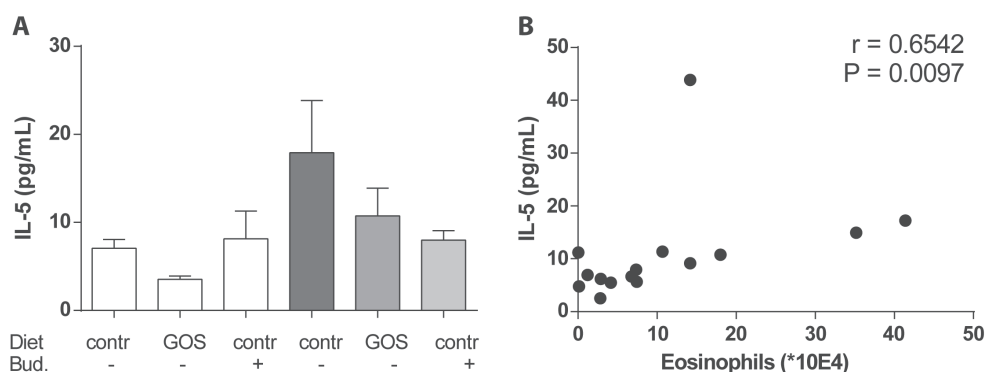 A
IL-5 (pg/mL)
30
20
10
0
Diet contr GOS contr contr GOS contr
Bud. - - + - - +
B
r = 0.6542
P = 0.0097
IL-5 (pg/mL)
50
40
30
20
10
0
0 10 20 30 40 50
Eosinophils (*10E4)